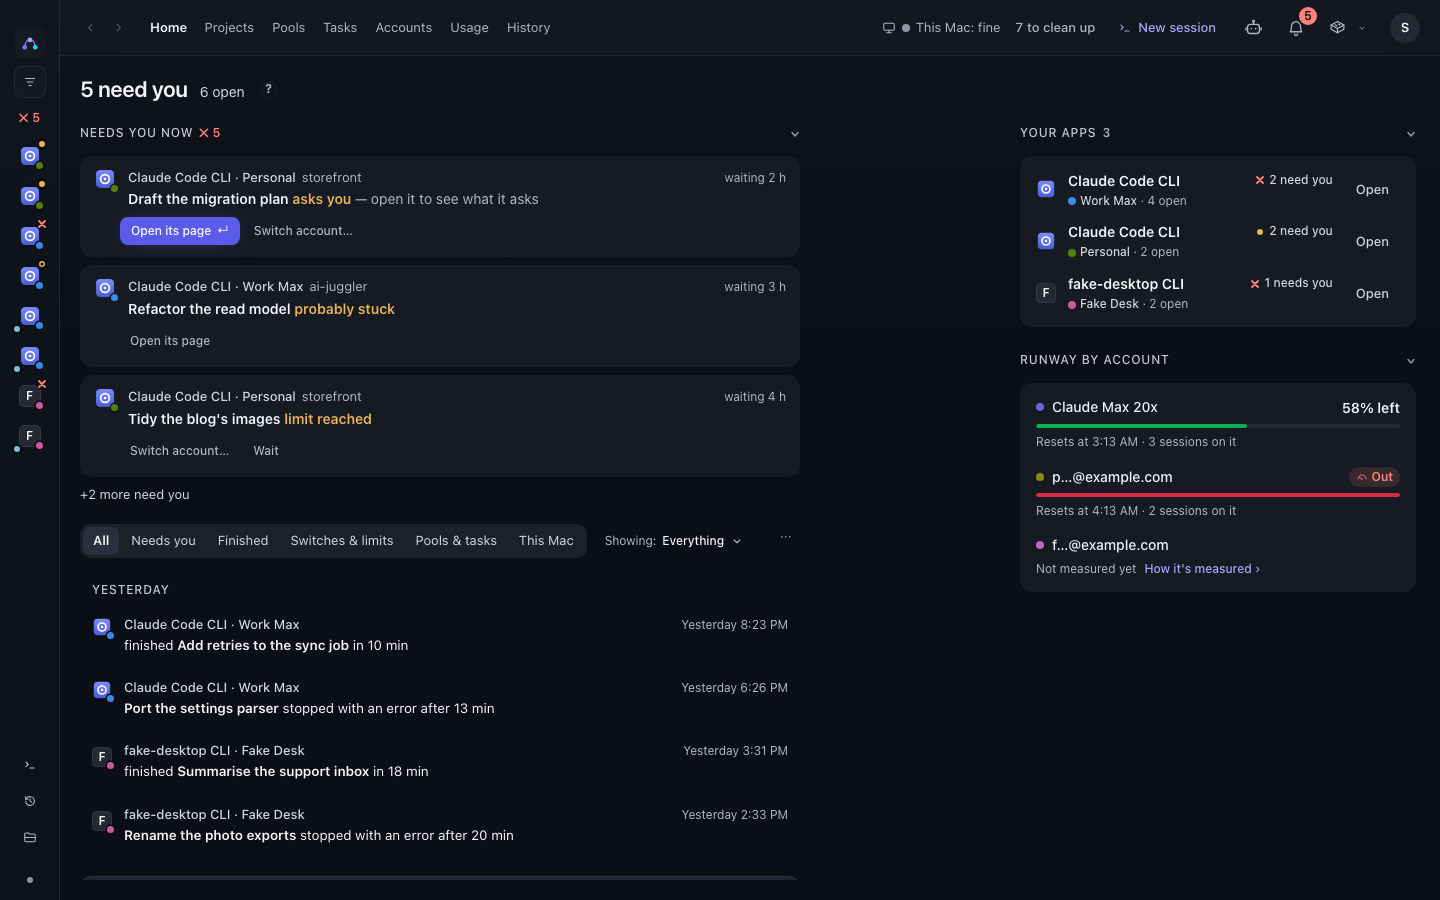 Home Projects Pools Tasks Accounts Usage History
This Mac: fine 7 to clean up New session 5 S
5
5 need you 6 open ?
NEEDS YOU NOW 5
Claude Code CLI · Personal storefront waiting 2 h
Draft the migration plan asks you — open it to see what it asks
Open its page Switch account...
Claude Code CLI · Work Max ai-juggler waiting 3 h
Refactor the read model probably stuck
Open its page
Claude Code CLI · Personal storefront waiting 4 h
Tidy the blog's images limit reached
Switch account... Wait
+2 more need you
All Needs you Finished Switches & limits Pools & tasks This Mac Showing: Everything ...
YESTERDAY
Claude Code CLI · Work Max Yesterday 8:23 PM
finished Add retries to the sync job in 10 min
Claude Code CLI · Work Max Yesterday 6:26 PM
Port the settings parser stopped with an error after 13 min
F fake-desktop CLI · Fake Desk Yesterday 3:31 PM
finished Summarise the support inbox in 18 min
F fake-desktop CLI · Fake Desk Yesterday 2:33 PM
Rename the photo exports stopped with an error after 20 min
YOUR APPS 3
Claude Code CLI 2 need you Open
Work Max · 4 open
Claude Code CLI 2 need you Open
Personal · 2 open
F fake-desktop CLI 1 needs you Open
Fake Desk · 2 open
RUNWAY BY ACCOUNT
Claude Max 20x 58% left
Resets at 3:13 AM · 3 sessions on it
p...@example.com Out
Resets at 4:13 AM · 2 sessions on it
f...@example.com
Not measured yet How it's measured ›
F
F